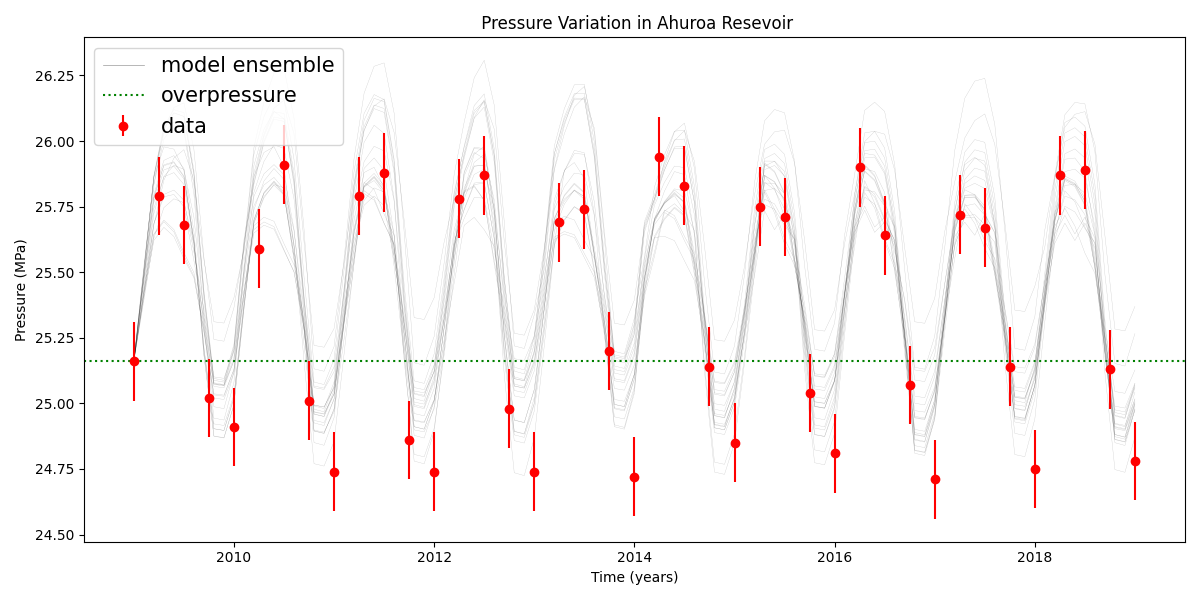 Pressure Variation in Ahuroa Resevoir
model ensemble
overpressure
data
Pressure (MPa)
26.25
26.00
25.75
25.50
25.25
25.00
24.75
24.50
2010 2012 2014 2016 2018
Time (years)